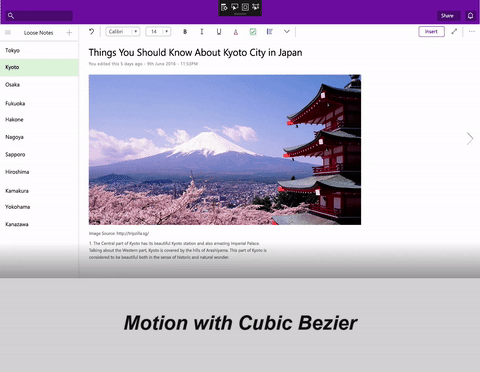 Share
Loose Notes
Calibri
14
B
I
U
A
Insert
Tokyo
Kyoto
Osaka
Fukuoka
Hakone
Nagoya
Sapporo
Hiroshima
Kamakura
Yokohama
Kanazawa
Things You Should Know About Kyoto City in Japan
You edited this 5 days ago - 9th June 2016 - 11:53PM
Image Source: http://tripzilla.sg/
1. The Central part of Kyoto has its beautiful Kyoto station and also amazing Imperial Palace.
Talking about the Western part, Kyoto is covered by the hills of Arashiyama. This part of Kyoto is
considered to be beautiful both in the sense of historic and natural wonder.
Motion with Cubic Bezier